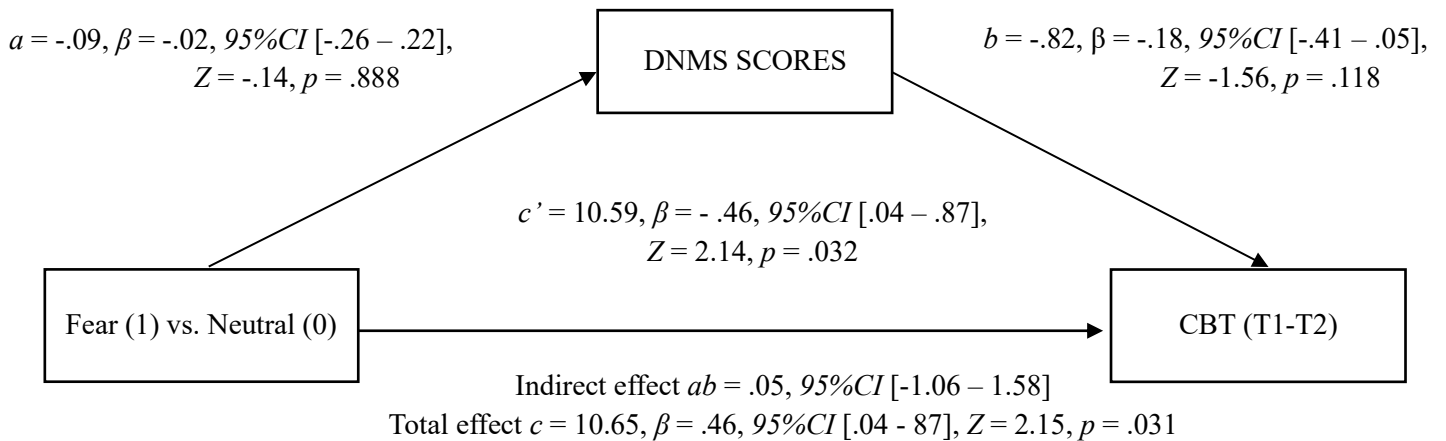 a = -.09, β = -.02, 95%CI [-.26 – .22],
Z = -.14, p = .888
DNMS SCORES
b = -.82, β = -.18, 95%CI [-.41 – .05],
Z = -1.56, p = .118
c’ = 10.59, β = - .46, 95%CI [.04 – .87],
Z = 2.14, p = .032
Fear (1) vs. Neutral (0)
CBT (T1-T2)
Indirect effect ab = .05, 95%CI [-1.06 – 1.58]
Total effect c = 10.65, β = .46, 95%CI [.04 - 87], Z = 2.15, p = .031